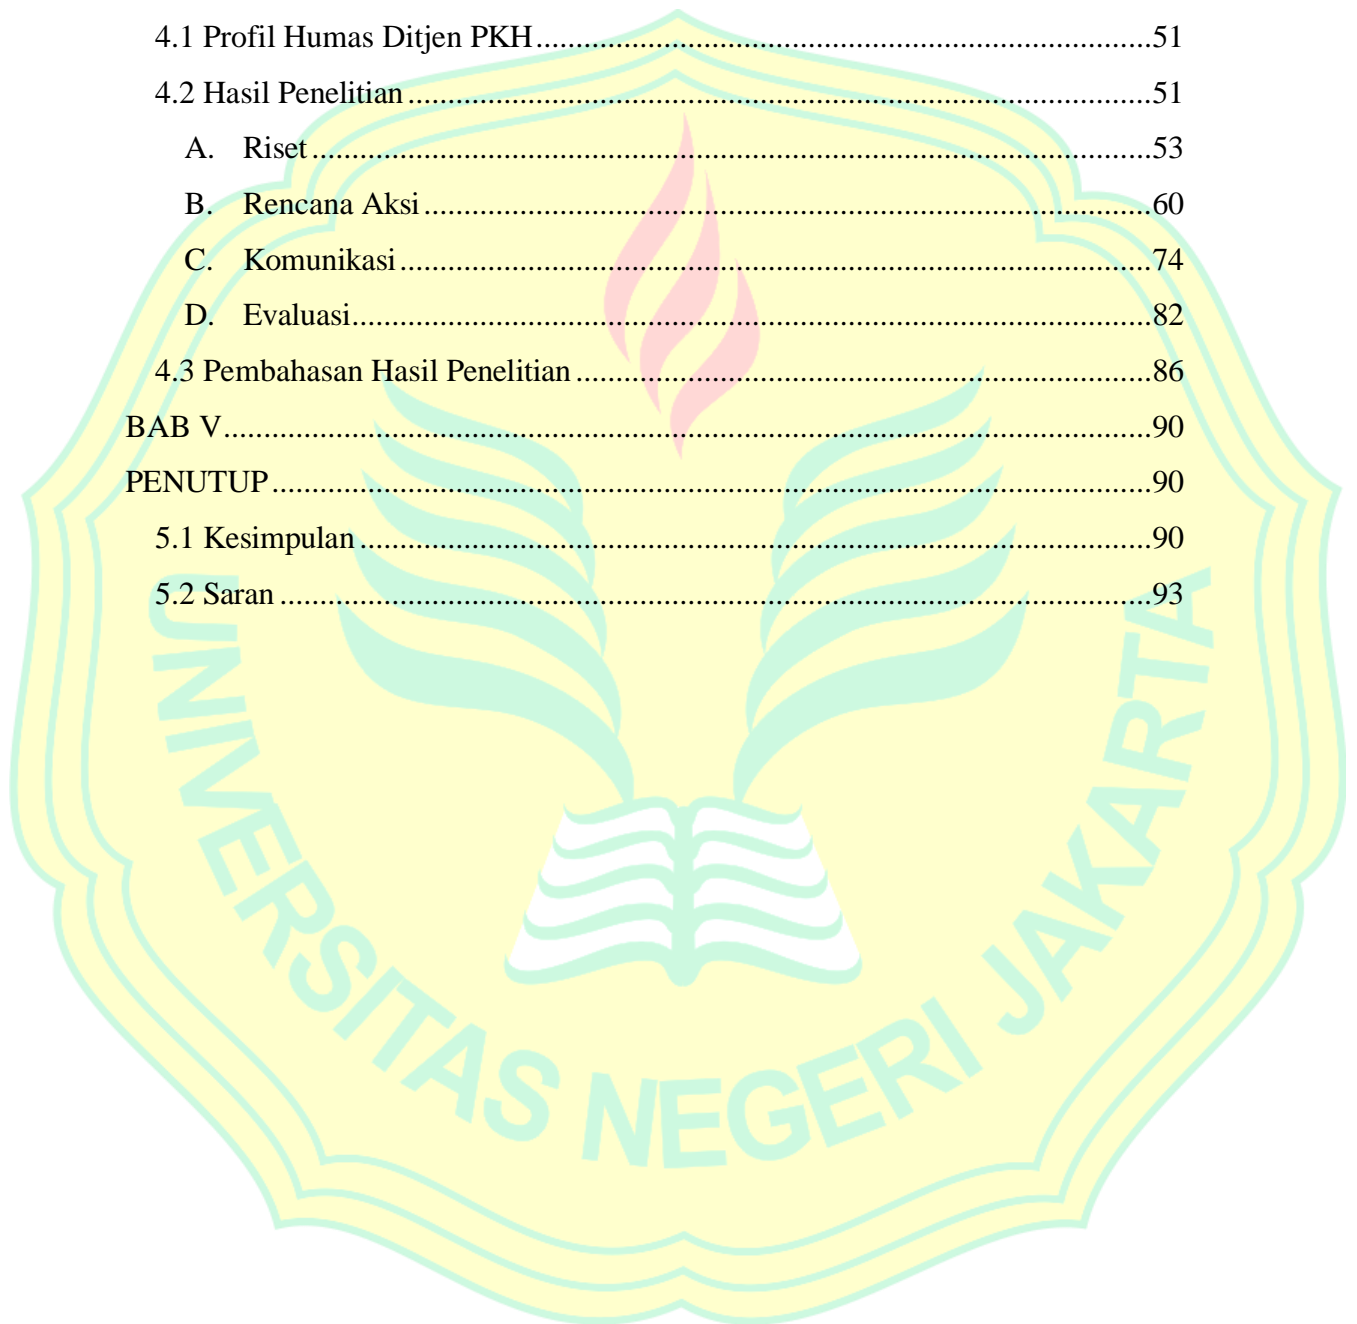 4.1 Profil Humas Ditjen PKH............................................................................51
4.2 Hasil Penelitian............................................................................................51
A. Riset........................................................................................................53
B. Rencana Aksi...........................................................................................60
C. Komunikasi..............................................................................................74
D. Evaluasi....................................................................................................82
4.3 Pembahasan Hasil Penelitian.......................................................................86
BAB V...................................................................................................................90
PENUTUP.............................................................................................................90
5.1 Kesimpulan...................................................................................................90
5.2 Saran............................................................................................................93
UNIVERSITAS NEGERI JAKARTA